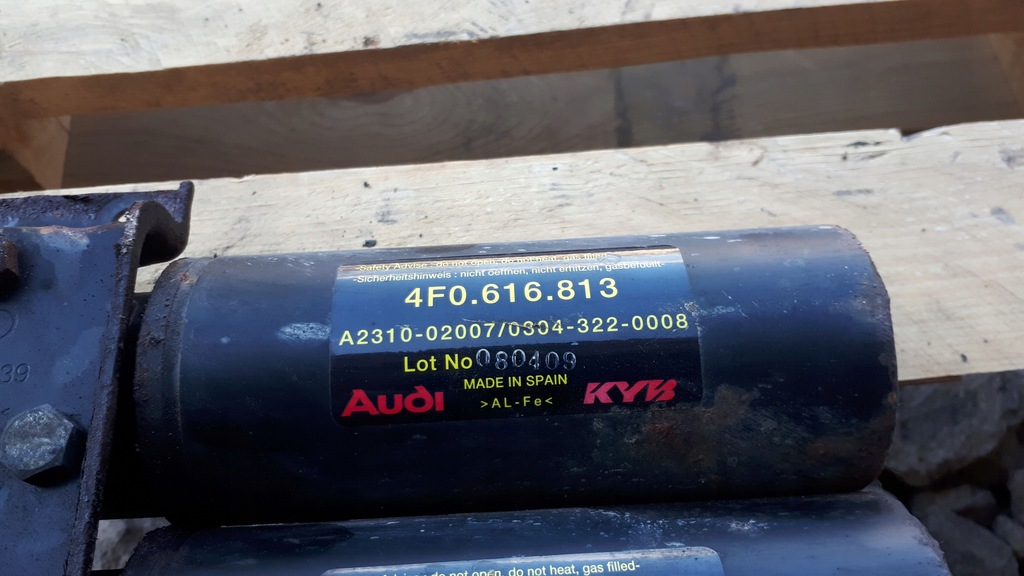 -Safety Advise : do not open, do not heat, gas filled-
-Sicherheitshinweis : nicht oeffnen, nicht erhitzen, gasbefuellt-
4F0.616.813
A2310-02007/0304-322-0008
Lot No 080409
MADE IN SPAIN
Audi >AL-Fe< KYB
39
do not open, do not heat, gas filled-